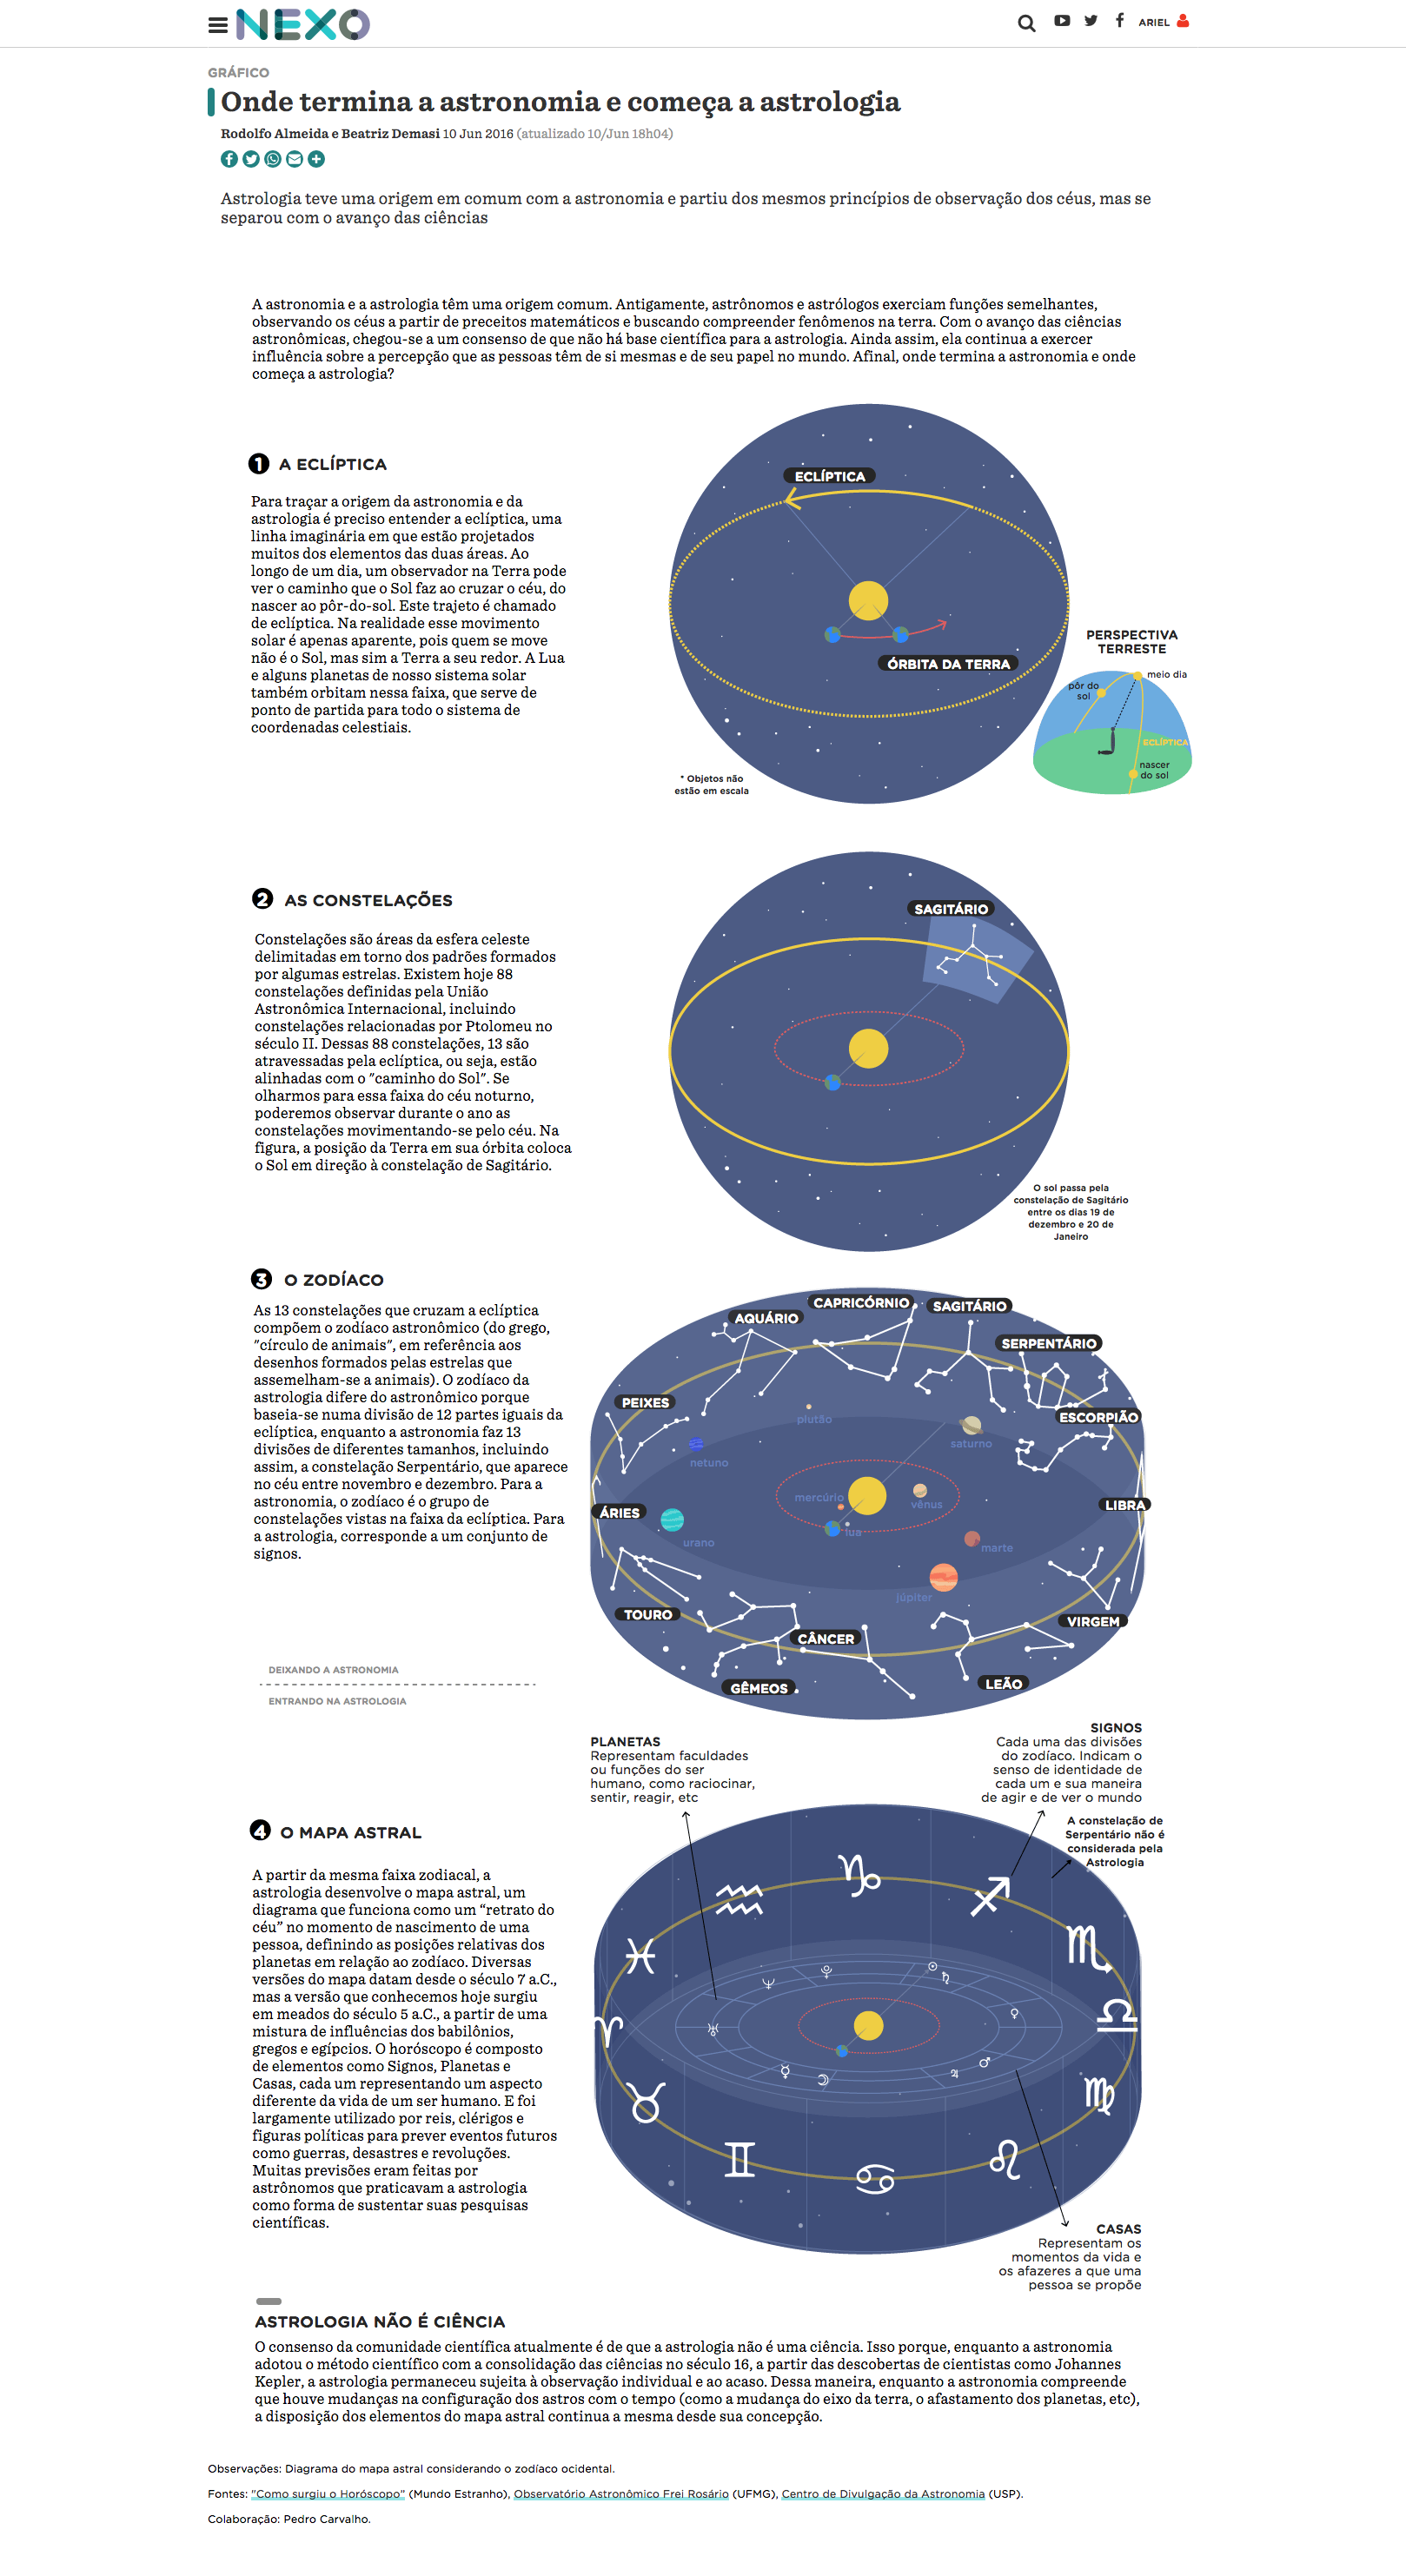 NEXO
ARIEL
GRÁFICO
Onde termina a astronomia e começa a astrologia
Rodolfo Almeida e Beatriz Demasi 10 Jun 2016 (atualizado 10/Jun 18h04)
Astrologia teve uma origem em comum com a astronomia e partiu dos mesmos princípios de observação dos céus, mas se
separou com o avanço das ciências
A astronomia e a astrologia têm uma origem comum. Antigamente, astrônomos e astrólogos exerciam funções semelhantes,
observando os céus a partir de preceitos matemáticos e buscando compreender fenômenos na terra. Com o avanço das ciências
astronômicas, chegou-se a um consenso de que não há base científica para a astrologia. Ainda assim, ela continua a exercer
influência sobre a percepção que as pessoas têm de si mesmas e de seu papel no mundo. Afinal, onde termina a astronomia e onde
começa a astrologia?
1 A ECLÍPTICA
Para traçar a origem da astronomia e da
astrologia é preciso entender a eclíptica, uma
linha imaginária em que estão projetados
muitos dos elementos das duas áreas. Ao
longo de um dia, um observador na Terra pode
ver o caminho que o Sol faz ao cruzar o céu, do
nascer ao pôr-do-sol. Este trajeto é chamado
de eclíptica. Na realidade esse movimento
solar é apenas aparente, pois quem se move
não é o Sol, mas sim a Terra a seu redor. A Lua
e alguns planetas de nosso sistema solar
também orbitam nessa faixa, que serve de
ponto de partida para todo o sistema de
coordenadas celestiais.
ECLÍPTICA
ÓRBITA DA TERRA
PERSPECTIVA
TERRESTE
meio dia
pôr do
sol
ECLÍPTICA
nascer
do sol
* Objetos não
estão em escala
2 AS CONSTELAÇÕES
Constelações são áreas da esfera celeste
delimitadas em torno dos padrões formados
por algumas estrelas. Existem hoje 88
constelações definidas pela União
Astronômica Internacional, incluindo
constelações relacionadas por Ptolomeu no
século II. Dessas 88 constelações, 13 são
atravessadas pela eclíptica, ou seja, estão
alinhadas com o "caminho do Sol". Se
olharmos para essa faixa do céu noturno,
poderemos observar durante o ano as
constelações movimentando-se pelo céu. Na
figura, a posição da Terra em sua órbita coloca
o Sol em direção à constelação de Sagitário.
SAGITÁRIO
O sol passa pela
constelação de Sagitário
entre os dias 19 de
dezembro e 20 de
Janeiro
3 O ZODÍACO
As 13 constelações que cruzam a eclíptica
compõem o zodíaco astronômico (do grego,
"círculo de animais", em referência aos
desenhos formados pelas estrelas que
assemelham-se a animais). O zodíaco da
astrologia difere do astronômico porque
baseia-se numa divisão de 12 partes iguais da
eclíptica, enquanto a astronomia faz 13
divisões de diferentes tamanhos, incluindo
assim, a constelação Serpentário, que aparece
no céu entre novembro e dezembro. Para a
astronomia, o zodíaco é o grupo de
constelações vistas na faixa da eclíptica. Para
a astrologia, corresponde a um conjunto de
signos.
CAPRICÓRNIO
SAGITÁRIO
AQUÁRIO
SERPENTÁRIO
PEIXES
ESCORPIÃO
plutão
saturno
netuno
mercúrio
vênus
LIBRA
ÁRIES
lua
urano
marte
júpiter
TOURO
VIRGEM
CÂNCER
GÊMEOS
LEÃO
DEIXANDO A ASTRONOMIA
ENTRANDO NA ASTROLOGIA
PLANETAS
Representam faculdades
ou funções do ser
humano, como raciocinar,
sentir, reagir, etc
SIGNOS
Cada uma das divisões
do zodíaco. Indicam o
senso de identidade de
cada um e sua maneira
de agir e de ver o mundo
A constelação de
Serpentário não é
considerada pela
Astrologia
4 O MAPA ASTRAL
A partir da mesma faixa zodiacal, a
astrologia desenvolve o mapa astral, um
diagrama que funciona como um “retrato do
céu” no momento de nascimento de uma
pessoa, definindo as posições relativas dos
planetas em relação ao zodíaco. Diversas
versões do mapa datam desde o século 7 a.C.,
mas a versão que conhecemos hoje surgiu
em meados do século 5 a.C., a partir de uma
mistura de influências dos babilônios,
gregos e egípcios. O horóscopo é composto
de elementos como Signos, Planetas e
Casas, cada um representando um aspecto
diferente da vida de um ser humano. E foi
largamente utilizado por reis, clérigos e
figuras políticas para prever eventos futuros
como guerras, desastres e revoluções.
Muitas previsões eram feitas por
astrônomos que praticavam a astrologia
como forma de sustentar suas pesquisas
científicas.
CASAS
Representam os
momentos da vida e
os afazeres a que uma
pessoa se propõe
ASTROLOGIA NÃO É CIÊNCIA
O consenso da comunidade científica atualmente é de que a astrologia não é uma ciência. Isso porque, enquanto a astronomia
adotou o método científico com a consolidação das ciências no século 16, a partir das descobertas de cientistas como Johannes
Kepler, a astrologia permaneceu sujeita à observação individual e ao acaso. Dessa maneira, enquanto a astronomia compreende
que houve mudanças na configuração dos astros com o tempo (como a mudança do eixo da terra, o afastamento dos planetas, etc),
a disposição dos elementos do mapa astral continua a mesma desde sua concepção.
Observações: Diagrama do mapa astral considerando o zodíaco ocidental.
Fontes: "Como surgiu o Horóscopo" (Mundo Estranho), Observatório Astronômico Frei Rosário (UFMG), Centro de Divulgação da Astronomia (USP).
Colaboração: Pedro Carvalho.